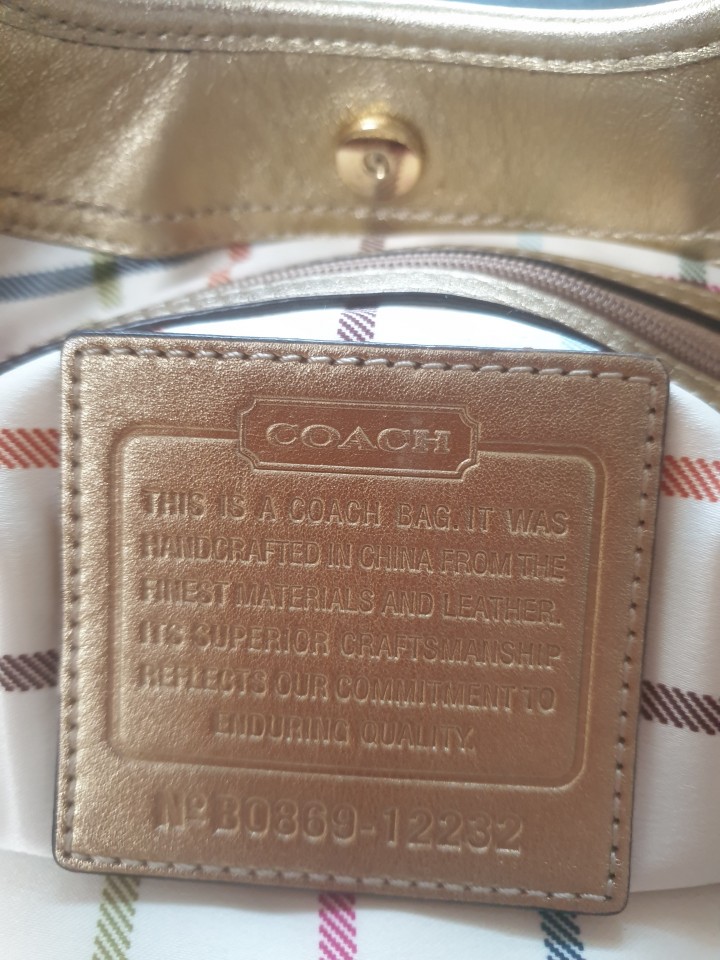 COACH
THIS IS A COACH BAG. IT WAS
HANDCRAFTED IN CHINA FROM THE
FINEST MATERIALS AND LEATHER.
ITS SUPERIOR CRAFTSMANSHIP
REFLECTS OUR COMMITMENT TO
ENDURING QUALITY.
Nº B0869-12232